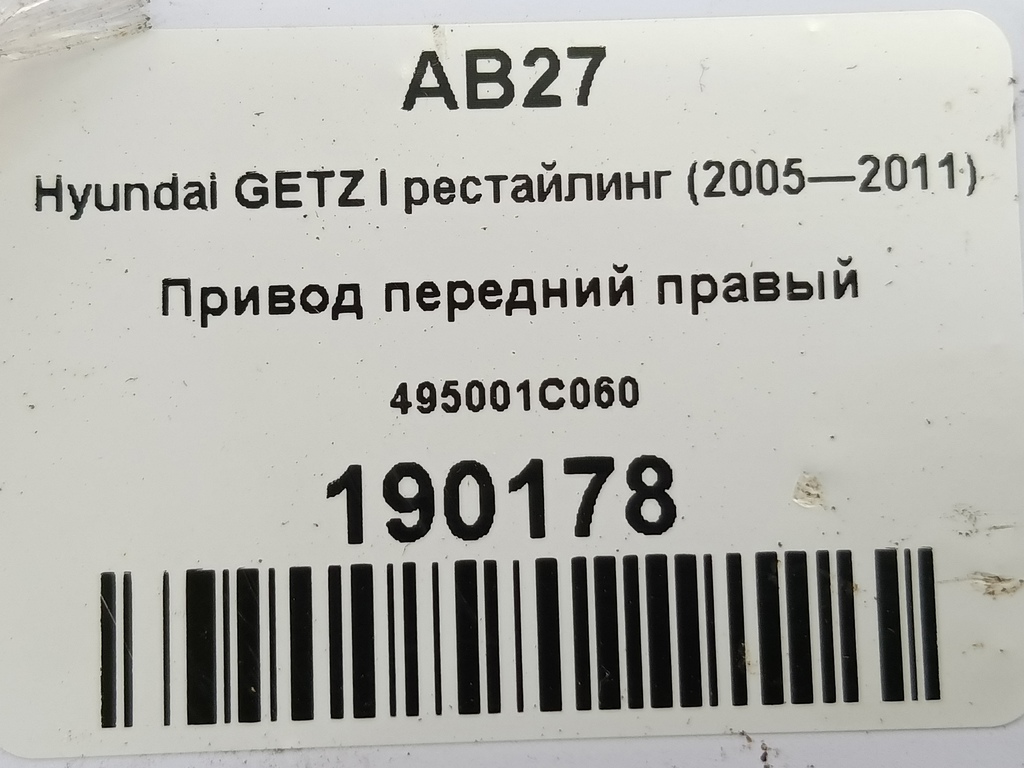 AB27
Hyundai GETZ I рестайлинг (2005—2011)
Привод передний правый
495001C060
190178